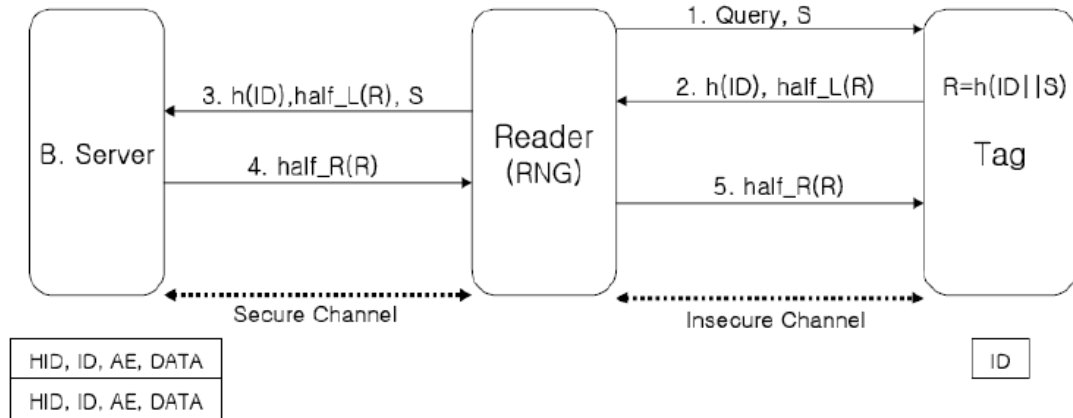 1. Query, S
3. h(ID),half_L(R), S
2. h(ID), half_L(R)
R=h(ID||S)
B. Server
Reader
(RNG)
Tag
4. half_R(R)
5. half_R(R)
Secure Channel
Insecure Channel
HID, ID, AE, DATA
HID, ID, AE, DATA
ID